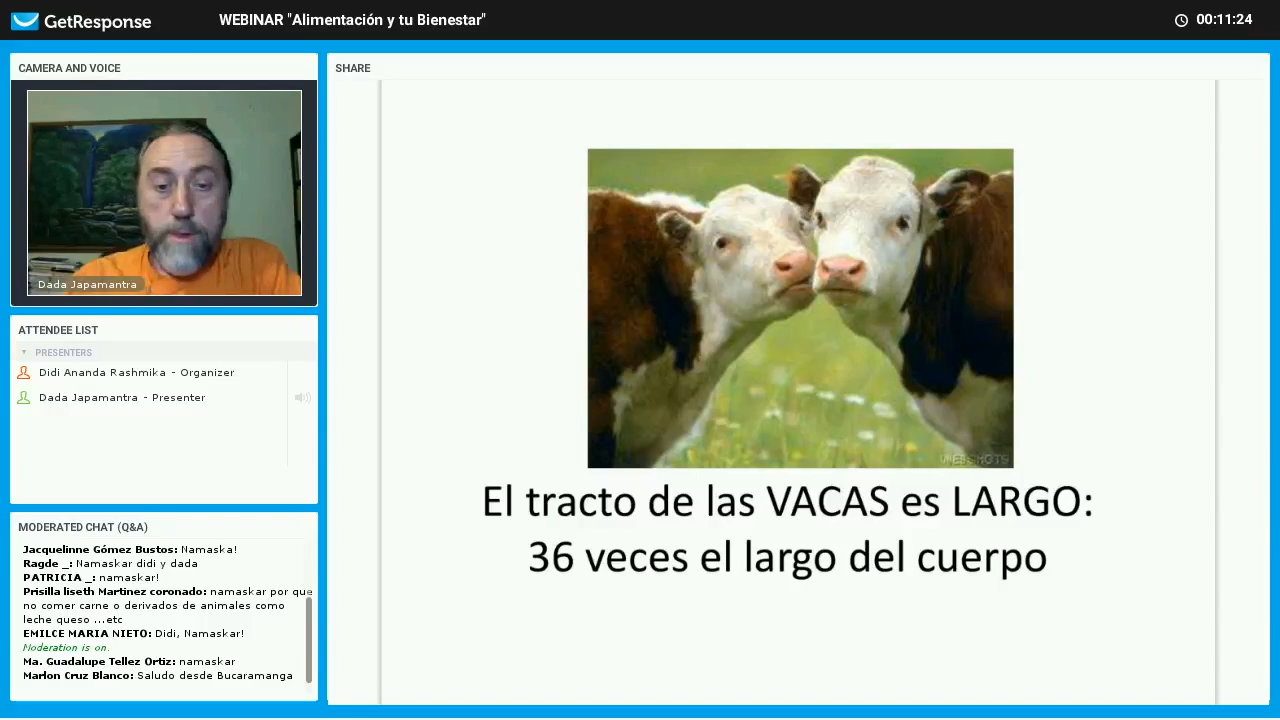 GetResponse
WEBINAR "Alimentación y tu Bienestar"
00:11:24
CAMERA AND VOICE
Dada Japamantra
ATTENDEE LIST
PRESENTERS
Didi Ananda Rashmika - Organizer
Dada Japamantra - Presenter
MODERATED CHAT (Q&A)
Jacquelinne Gómez Bustos: Namaska!
Ragde _: Namaskar didi y dada
PATRICIA _: namaskar!
Prisilla liseth Martinez coronado: namaskar por que
no comer carne o derivados de animales como
leche queso ...etc
EMILCE MARIA NIETO: Didi, Namaskar!
Moderation is on.
Ma. Guadalupe Tellez Ortiz: namaskar
Marlon Cruz Blanco: Saludo desde Bucaramanga
SHARE
WEBSHOTS
El tracto de las VACAS es LARGO:
36 veces el largo del cuerpo